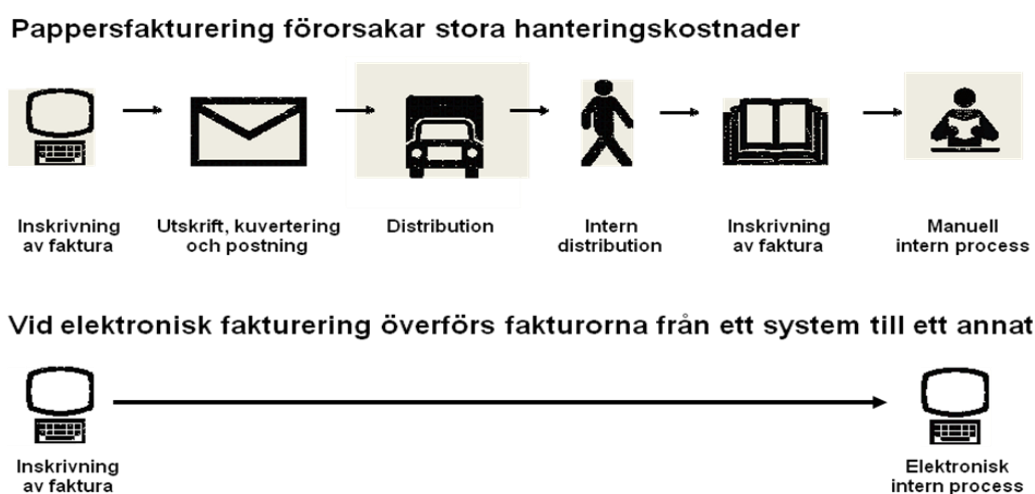 Pappersfakturering förorsakar stora hanteringskostnader
Inskrivning
av faktura
Utskrift, kuvertering
och postning
Distribution
Intern
distribution
Inskrivning
av faktura
Manuell
intern process
Vid elektronisk fakturering överförs fakturorna från ett system till ett annat
Inskrivning
av faktura
Elektronisk
intern process